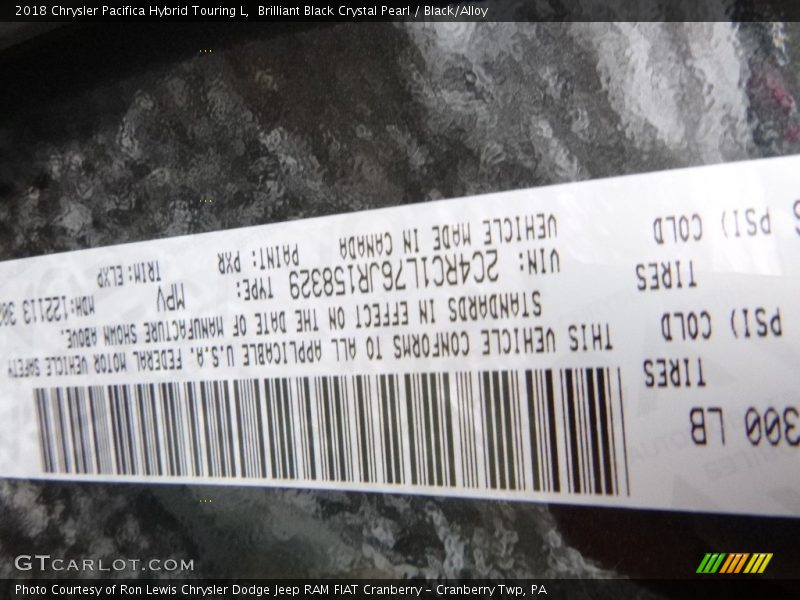 2018 Chrysler Pacifica Hybrid Touring L,  Brilliant Black Crystal Pearl / Black/Alloy
300 LB
TIRES
PSI) COLD
TIRES
PSI) COLD
THIS VEHICLE CONFORMS TO ALL APPLICABLE U.S.A. FEDERAL MOTOR VEHICLE SAFETY
STANDARDS IN EFFECT ON THE DATE OF MANUFACTURE SHOWN ABOVE.
VIN: 2C4RC1L76JR158329 TYPE: MPV MDH:122113
VEHICLE MADE IN CANADA PAINT: PXR TRIM: ELXP
GTCARLOT.COM
Photo Courtesy of Ron Lewis Chrysler Dodge Jeep RAM FIAT Cranberry - Cranberry Twp, PA